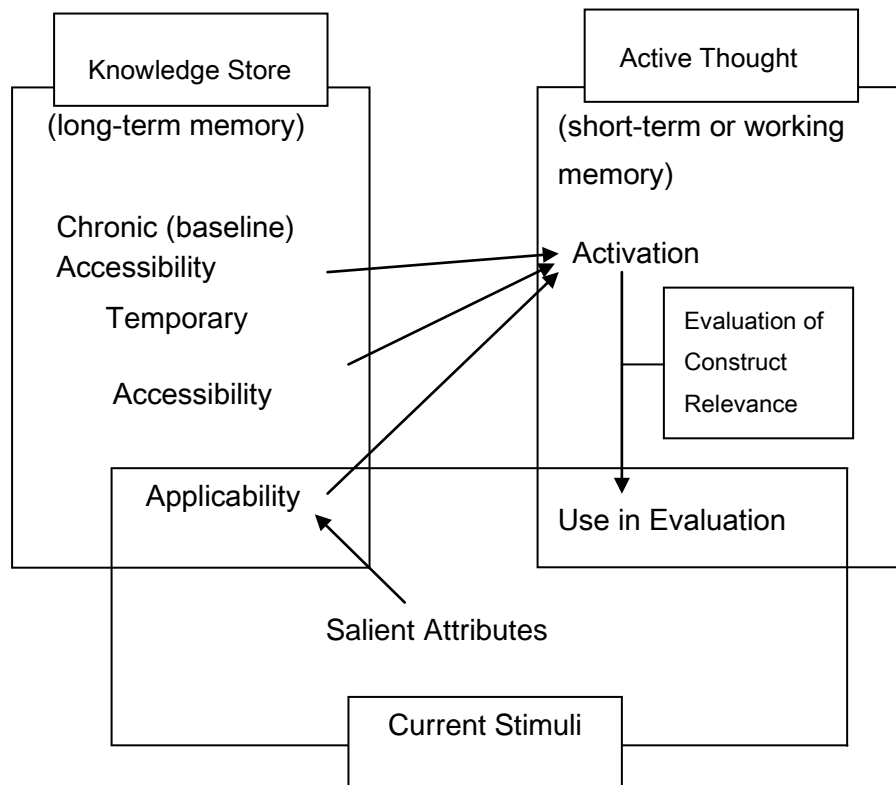 Knowledge Store
(long-term memory)
Chronic (baseline)
Accessibility
Temporary
Accessibility
Applicability
Active Thought
(short-term or working
memory)
Activation
Evaluation of
Construct
Relevance
Use in Evaluation
Salient Attributes
Current Stimuli